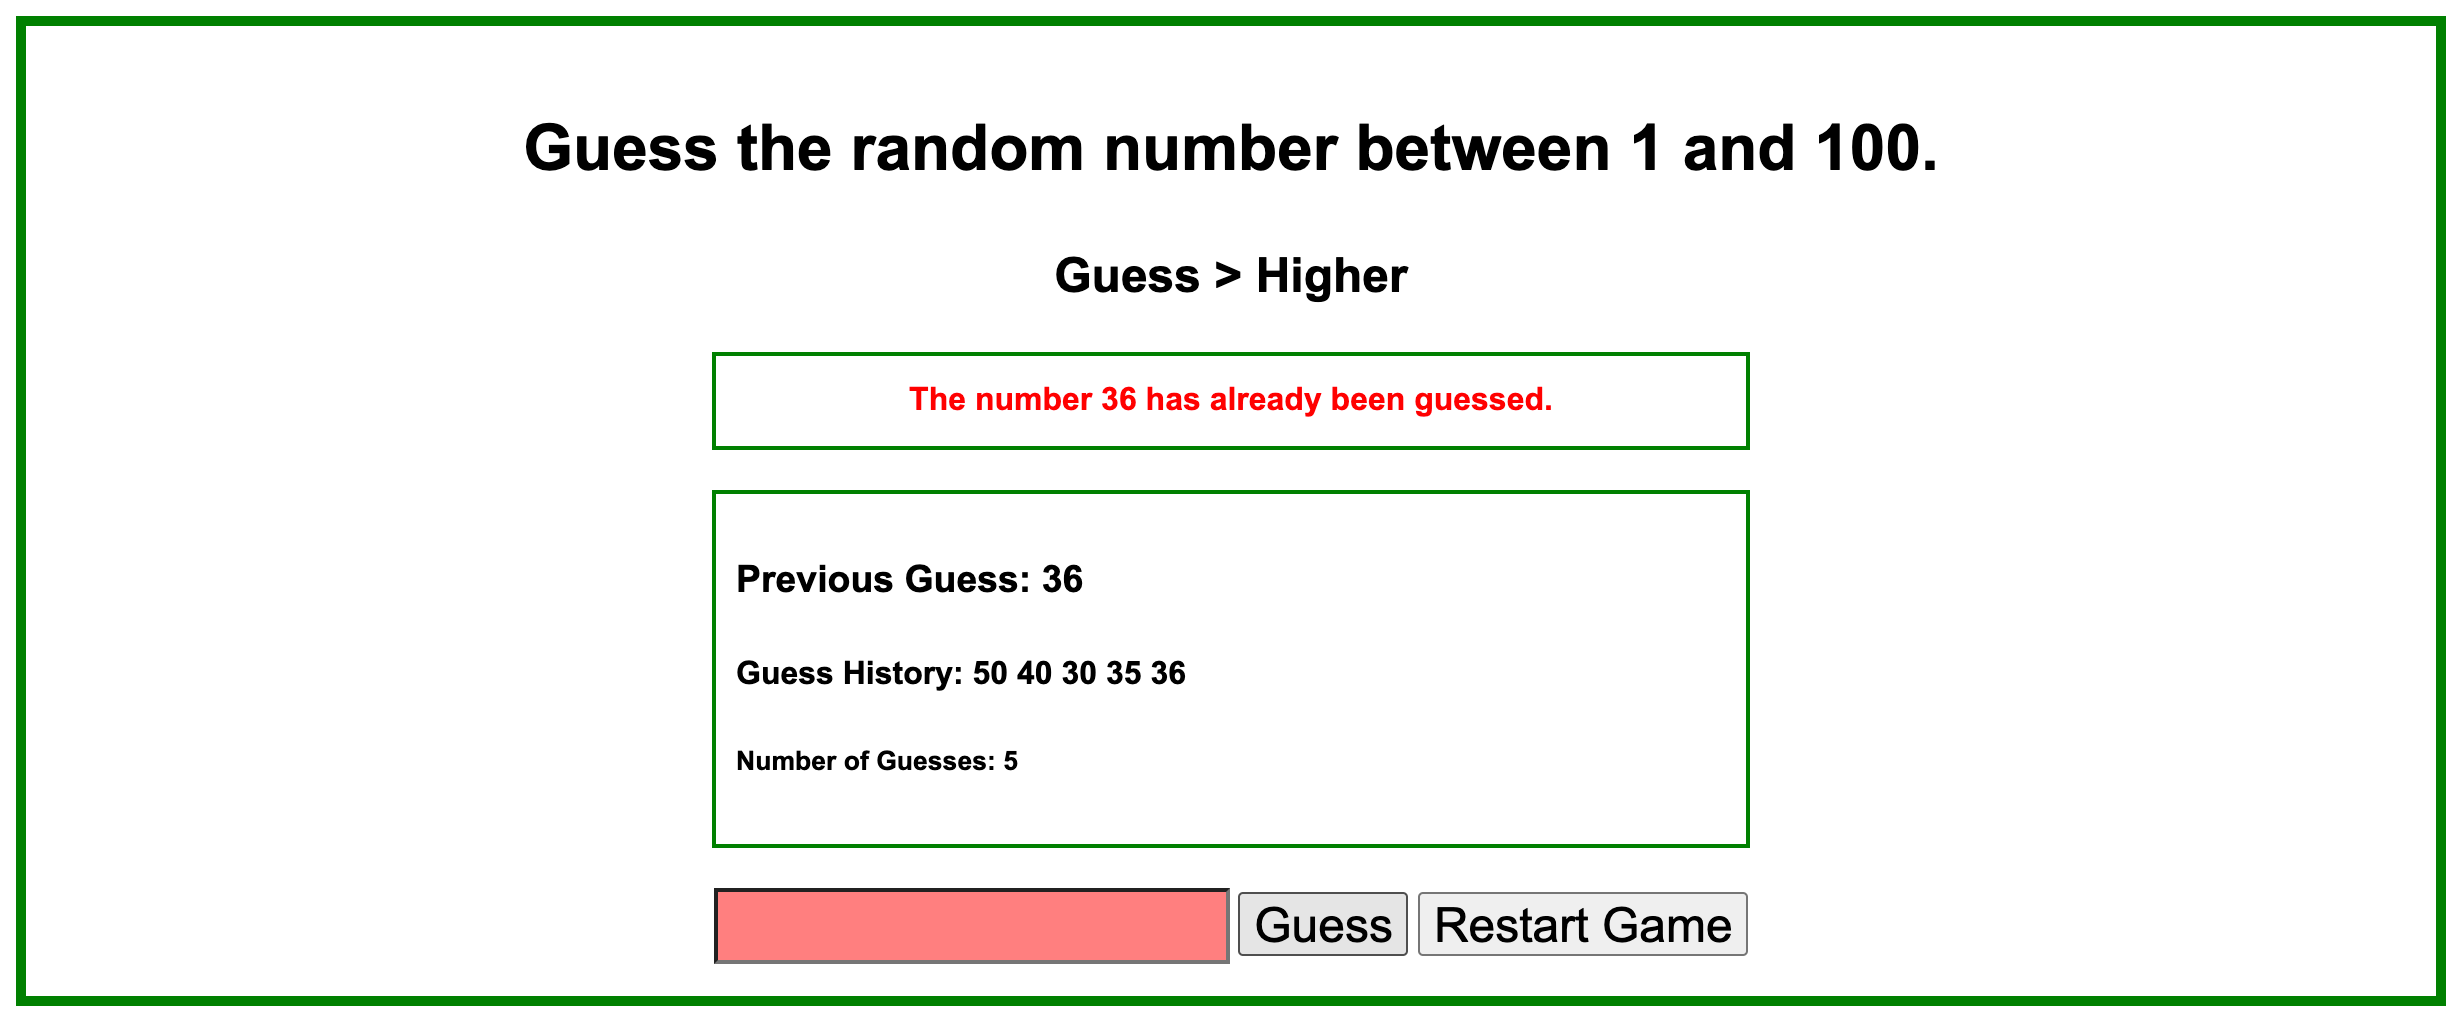 Guess the random number between 1 and 100.
Guess > Higher
The number 36 has already been guessed.
Previous Guess: 36
Guess History: 50 40 30 35 36
Number of Guesses: 5
Guess Restart Game